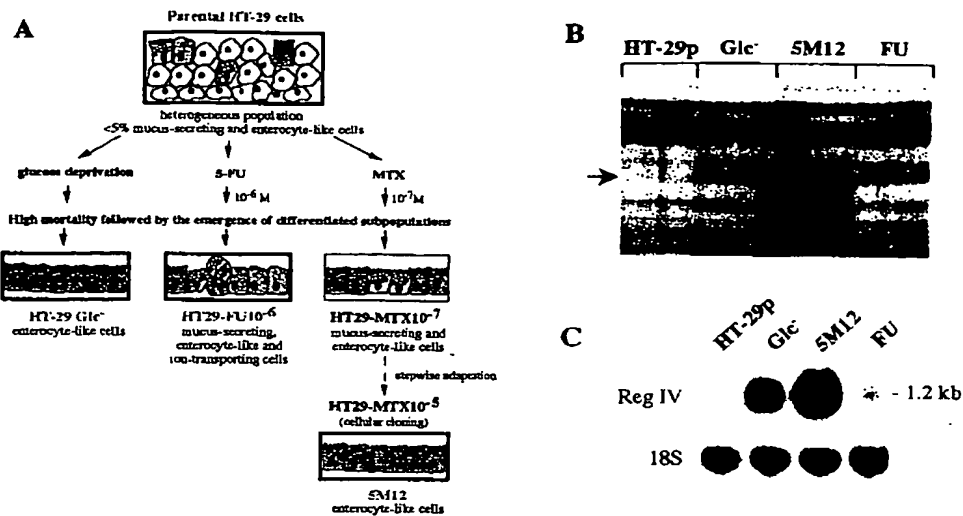 A
Parental HT-29 cells
heterogeneous population
<5% mucus-secreting and enterocyte-like cells
glucose deprivation
5-FU
MTX
10⁻⁶ M
10⁻⁷M
High mortality followed by the emergence of differentiated subpopulations
HT-29 Glc⁻
enterocyte-like cells
HT29-FU10⁻⁶
mucus-secreting,
enterocyte-like and
ion-transporting cells
HT29-MTX10⁻⁷
mucus-secreting and
enterocyte-like cells
stepwise adaptation
HT29-MTX10⁻⁵
(cellular cloning)
5M12
enterocyte-like cells
B
HT-29p Glc⁻ 5M12 FU
C
HT-29p Glc⁻ 5M12 FU
Reg IV - 1.2 kb
18S